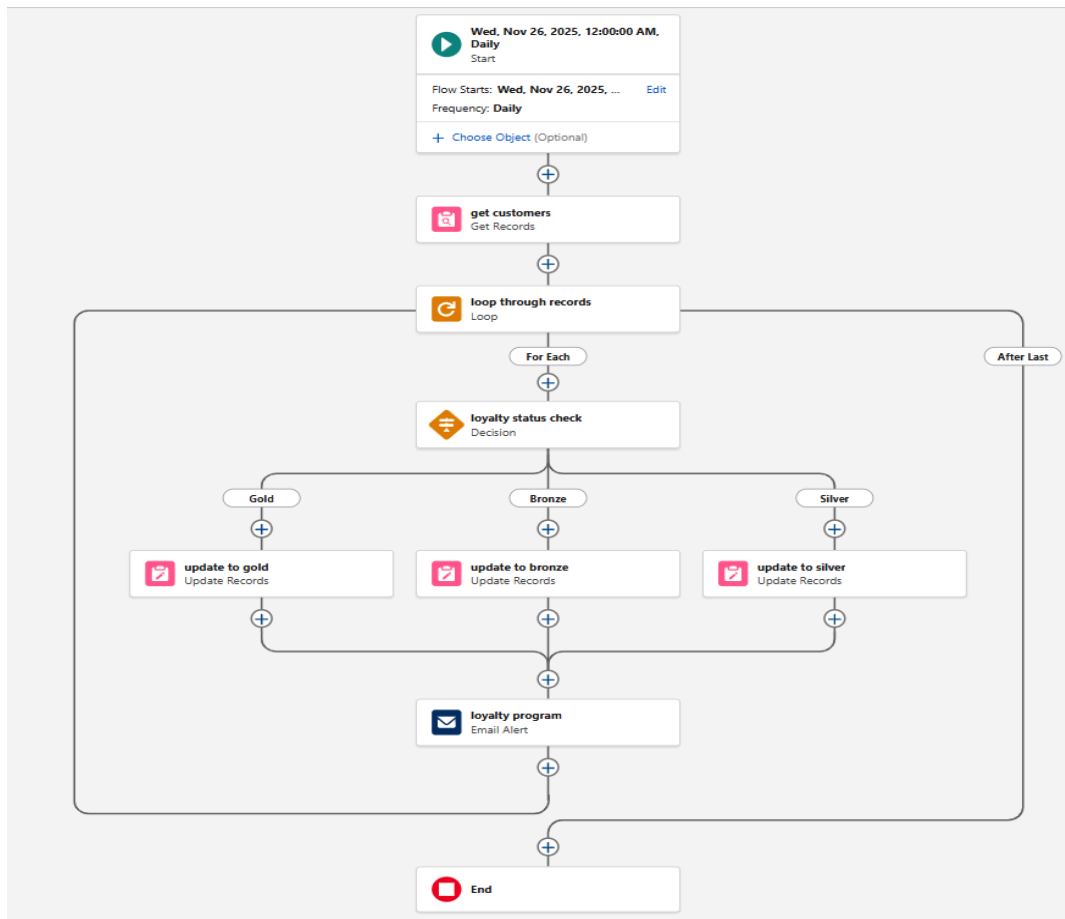 Wed, Nov 26, 2025, 12:00:00 AM,
Daily
Start
Flow Starts: Wed, Nov 26, 2025, ... Edit
Frequency: Daily
+ Choose Object (Optional)
get customers
Get Records
loop through records
Loop
For Each
After Last
loyalty status check
Decision
Gold
Bronze
Silver
update to gold
Update Records
update to bronze
Update Records
update to silver
Update Records
loyalty program
Email Alert
End